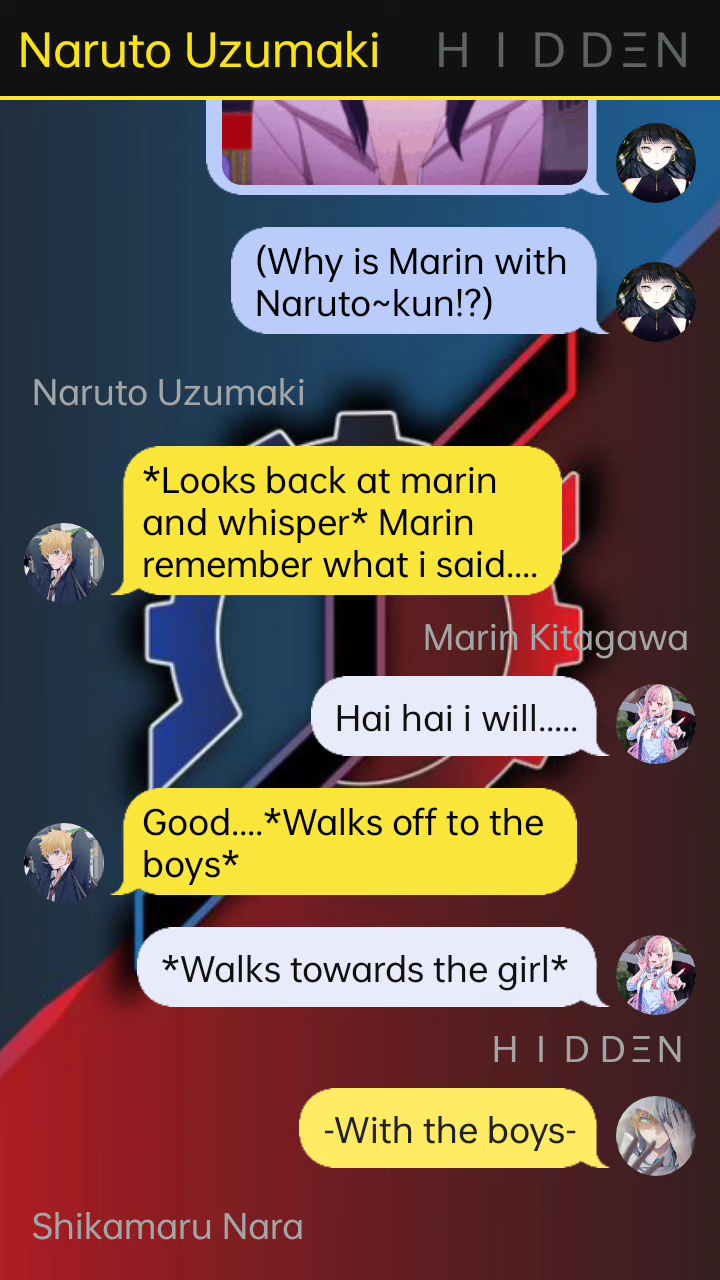 Naruto Uzumaki
H I D DΞN
(Why is Marin with
Naruto~kun!?)
Naruto Uzumaki
*Looks back at marin
and whisper* Marin
remember what i said....
Marin Kitagawa
Hai hai i will.....
Good....*Walks off to the
boys*
*Walks towards the girl*
H I D DΞN
-With the boys-
Shikamaru Nara